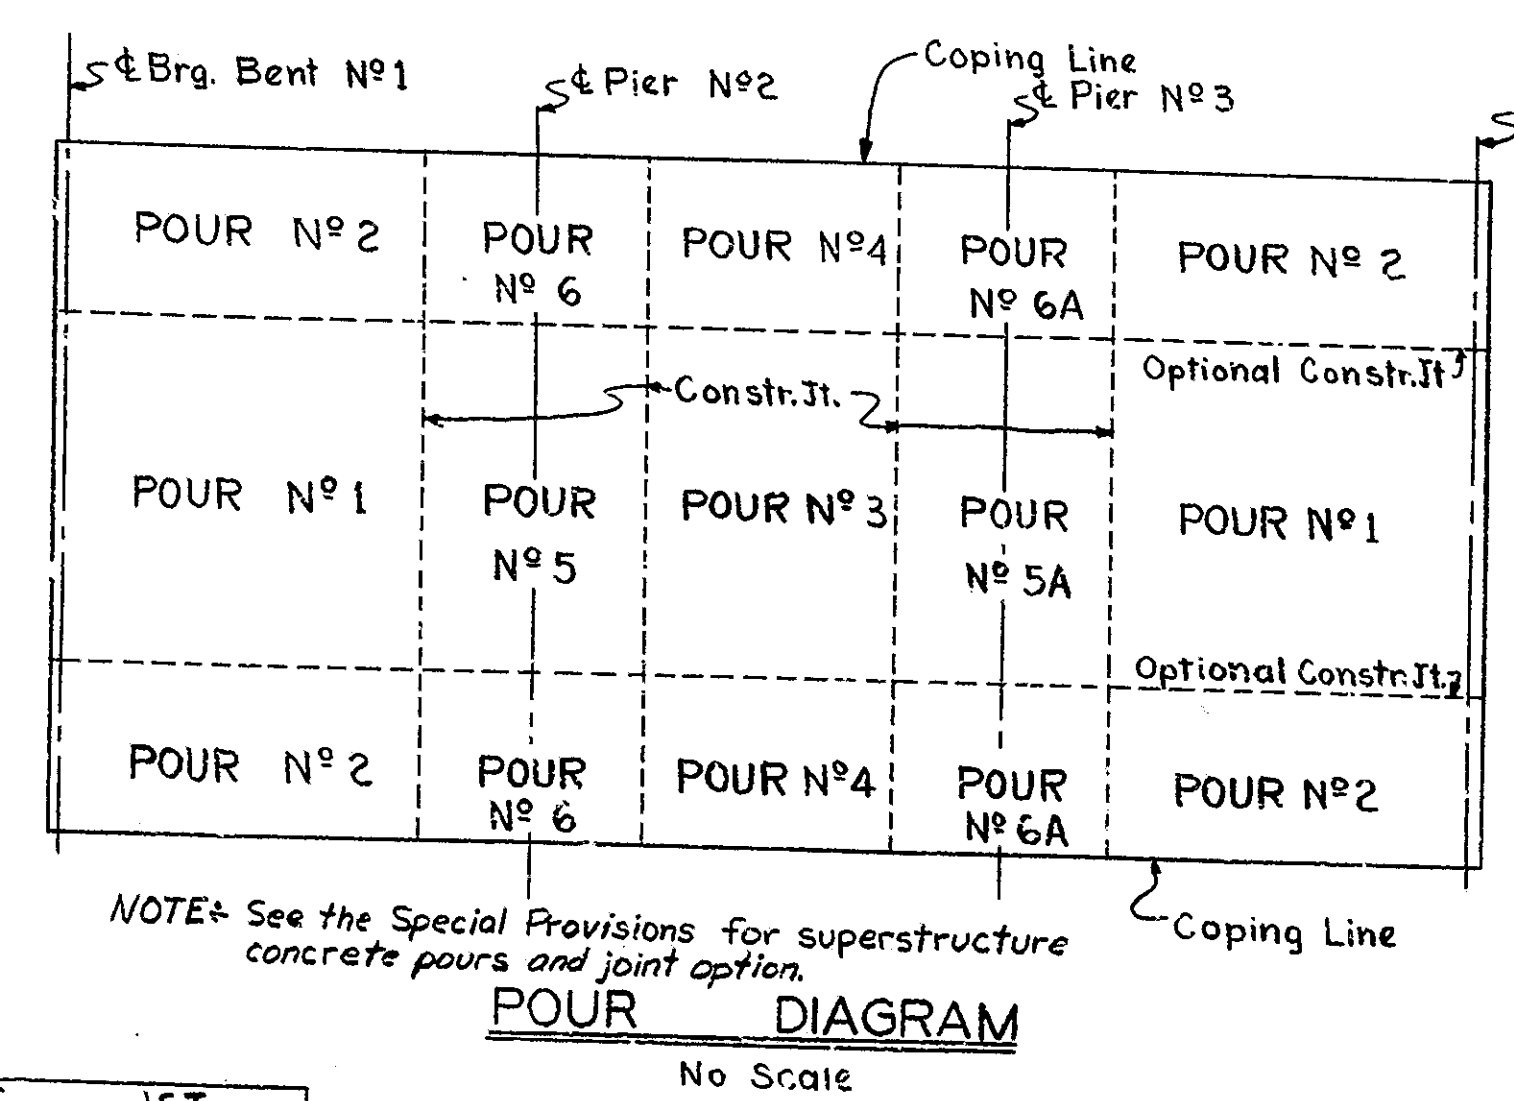 ℄ Brg. Bent Nº 1
℄ Pier Nº 2
Coping Line
℄ Pier Nº 3
POUR Nº 2
POUR
Nº 6
POUR Nº 4
POUR
Nº 6A
POUR Nº 2
Optional Constr. Jt
Constr. Jt.
POUR Nº 1
POUR
Nº 5
POUR Nº 3
POUR
Nº 5A
POUR Nº 1
Optional Constr. Jt.
POUR Nº 2
POUR
Nº 6
POUR Nº 4
POUR
Nº 6A
POUR Nº 2
Coping Line
NOTE÷ See the Special Provisions for superstructure
concrete pours and joint option.
POUR DIAGRAM
No Scale